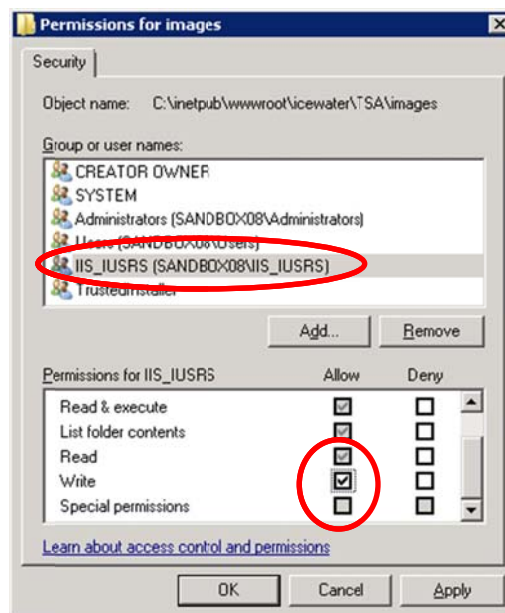 Permissions for images
Security
Object name: C:\inetpub\wwwroot\icewater\TSA\images
Group or user names:
CREATOR OWNER
SYSTEM
Administrators (SANDBOX08\Administrators)
Users (SANDBOX08\Users)
IIS_IUSRS (SANDBOX08\IIS_IUSRS)
TrustedInstaller
Add... Remove
Permissions for IIS_IUSRS Allow Deny
Read & execute
List folder contents
Read
Write
Special permissions
Learn about access control and permissions
OK Cancel Apply